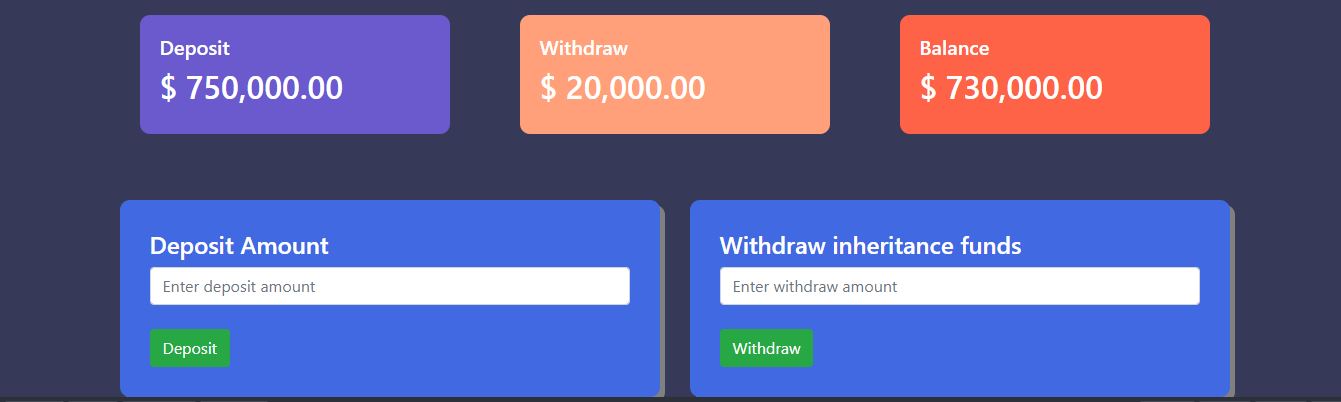 Deposit
$ 750,000.00
Withdraw
$ 20,000.00
Balance
$ 730,000.00
Deposit Amount
Enter deposit amount
Deposit
Withdraw inheritance funds
Enter withdraw amount
Withdraw